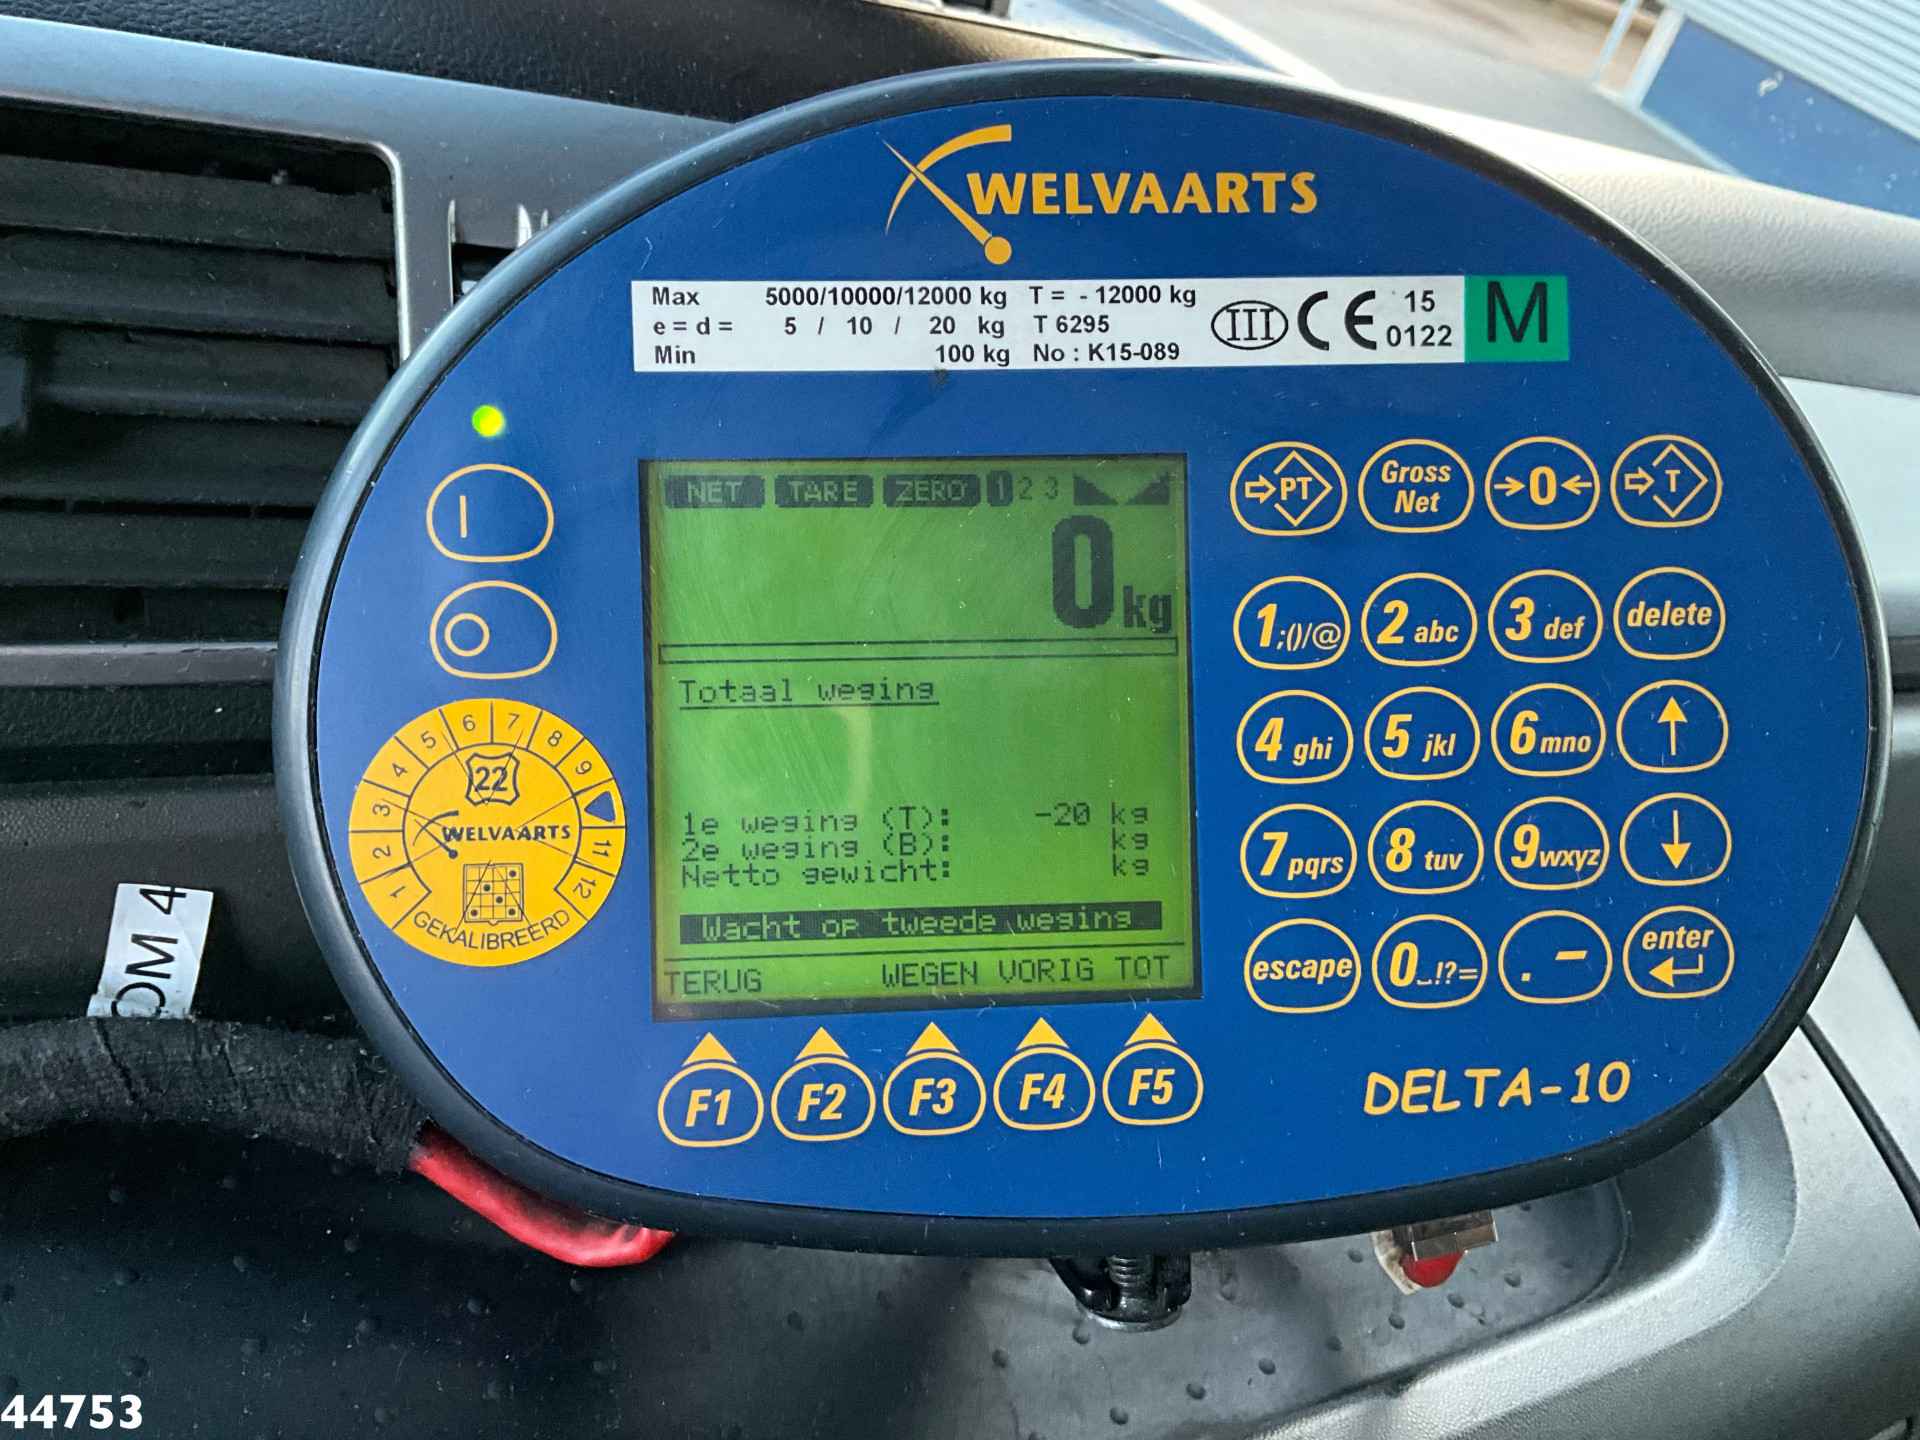 WELVAARTS
Max 5000/10000/12000 kg T = - 12000 kg
e = d = 5 / 10 / 20 kg T 6295
Min 100 kg No : K15-089
III CE 15 0122 M
NET TARE ZERO 1 2 3
0 kg
Totaal weging
1e weging (T): -20 kg
2e weging (B): kg
Netto gewicht: kg
Wacht op tweede weging
TERUG WEGEN VORIG TOT
PT Gross Net →0← T
1 ;()/@ 2 abc 3 def delete
4 ghi 5 jkl 6 mno
7 pqrs 8 tuv 9 wxyz
escape 0 _.!?= . - enter
F1 F2 F3 F4 F5
DELTA-10
1 2 3 4 5 6 7 8 9 11 12
22
WELVAARTS
GEKALIBREERD
OM 4
44753